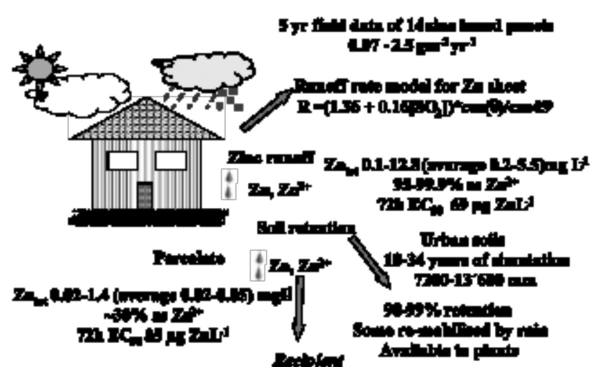 5 yr field data of 14 zinc based panels
0.07 - 2.5 gm⁻² yr⁻¹
Runoff rate model for Zn sheet
R =(1.36 + 0.16[SO₂])*cos(θ)/cos45
Zinc runoff
Zn, Zn²⁺
Znₜₒₜ 0.1-12.8 (average 0.2-5.5) mg L⁻¹
95-99.9% as Zn²⁺
72h EC₅₀ 69 µg ZnL⁻¹
Soil retention
Urban soils
10-34 years of simulation
7200-13´600 mm
Percolate
Zn, Zn²⁺
Znₜₒₜ 0.02-1.4 (average 0.02-0.05) mg/l
~30% as Zn²⁺
72h EC₅₀ 85 µg ZnL⁻¹
90-99% retention
Some re-mobilised by rain
Available to plants
Recipient